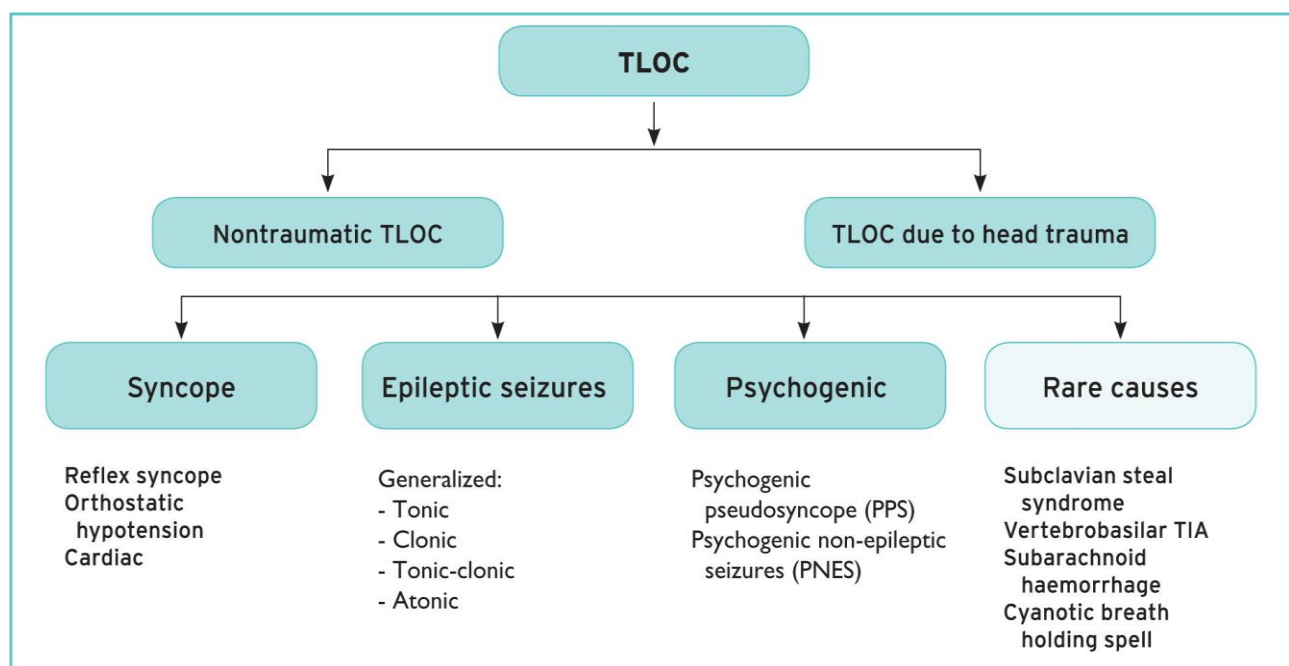 TLOC
Nontraumatic TLOC
TLOC due to head trauma
Syncope
Epileptic seizures
Psychogenic
Rare causes
Reflex syncope
Orthostatic
hypotension
Cardiac
Generalized:
- Tonic
- Clonic
- Tonic-clonic
- Atonic
Psychogenic
pseudosyncope (PPS)
Psychogenic non-epileptic
seizures (PNES)
Subclavian steal
syndrome
Vertebrobasilar TIA
Subarachnoid
haemorrhage
Cyanotic breath
holding spell